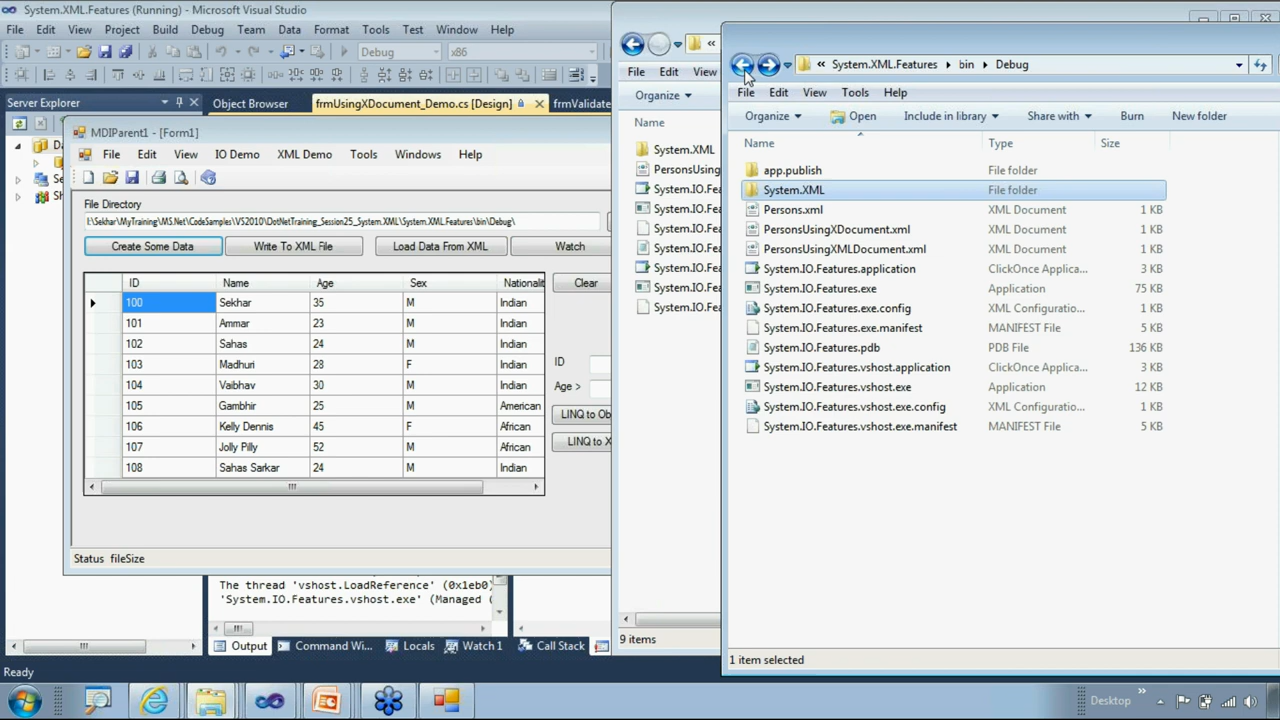 System.XML.Features (Running) - Microsoft Visual Studio
File Edit View Project Build Debug Team Data Format Tools Test Window Help
Debug x86
Server Explorer
Object Browser frmUsingXDocument_Demo.cs [Design] frmValidate
MDIParent1 - [Form1]
File Edit View IO Demo XML Demo Tools Windows Help
File Directory
I:\Sekhar\MyTraining\MS.Net\CodeSamples\VS2010\DotNetTraining_Session25_System.XML\System.XML.Features\bin\Debug\
Create Some Data Write To XML File Load Data From XML Watch
ID Name Age Sex Nationalit
100 Sekhar 35 M Indian
101 Ammar 23 M Indian
102 Sahas 24 M Indian
103 Madhuri 28 F Indian
104 Vaibhav 30 M Indian
105 Gambhir 25 M American
106 Kelly Dennis 45 F African
107 Jolly Pilly 52 M African
108 Sahas Sarkar 24 M Indian
Clear
ID
Age >
LINQ to Ob
LINQ to X
Status fileSize
The thread 'vshost.LoadReference' (0x1eb0)
'System.IO.Features.vshost.exe' (Managed (
Output Command Wi... Locals Watch 1 Call Stack
Ready
«
File Edit View
Organize
Name
System.XML
PersonsUsing
System.IO.Fea
System.IO.Fea
System.IO.Fea
System.IO.Fea
System.IO.Fea
System.IO.Fea
System.IO.Fea
9 items
« System.XML.Features bin Debug
File Edit View Tools Help
Organize Open Include in library Share with Burn New folder
Name Type Size
app.publish File folder
System.XML File folder
Persons.xml XML Document 1 KB
PersonsUsingXDocument.xml XML Document 1 KB
PersonsUsingXMLDocument.xml XML Document 1 KB
System.IO.Features.application ClickOnce Applica... 3 KB
System.IO.Features.exe Application 75 KB
System.IO.Features.exe.config XML Configuratio... 1 KB
System.IO.Features.exe.manifest MANIFEST File 5 KB
System.IO.Features.pdb PDB File 136 KB
System.IO.Features.vshost.application ClickOnce Applica... 3 KB
System.IO.Features.vshost.exe Application 12 KB
System.IO.Features.vshost.exe.config XML Configuratio... 1 KB
System.IO.Features.vshost.exe.manifest MANIFEST File 5 KB
1 item selected
Desktop »